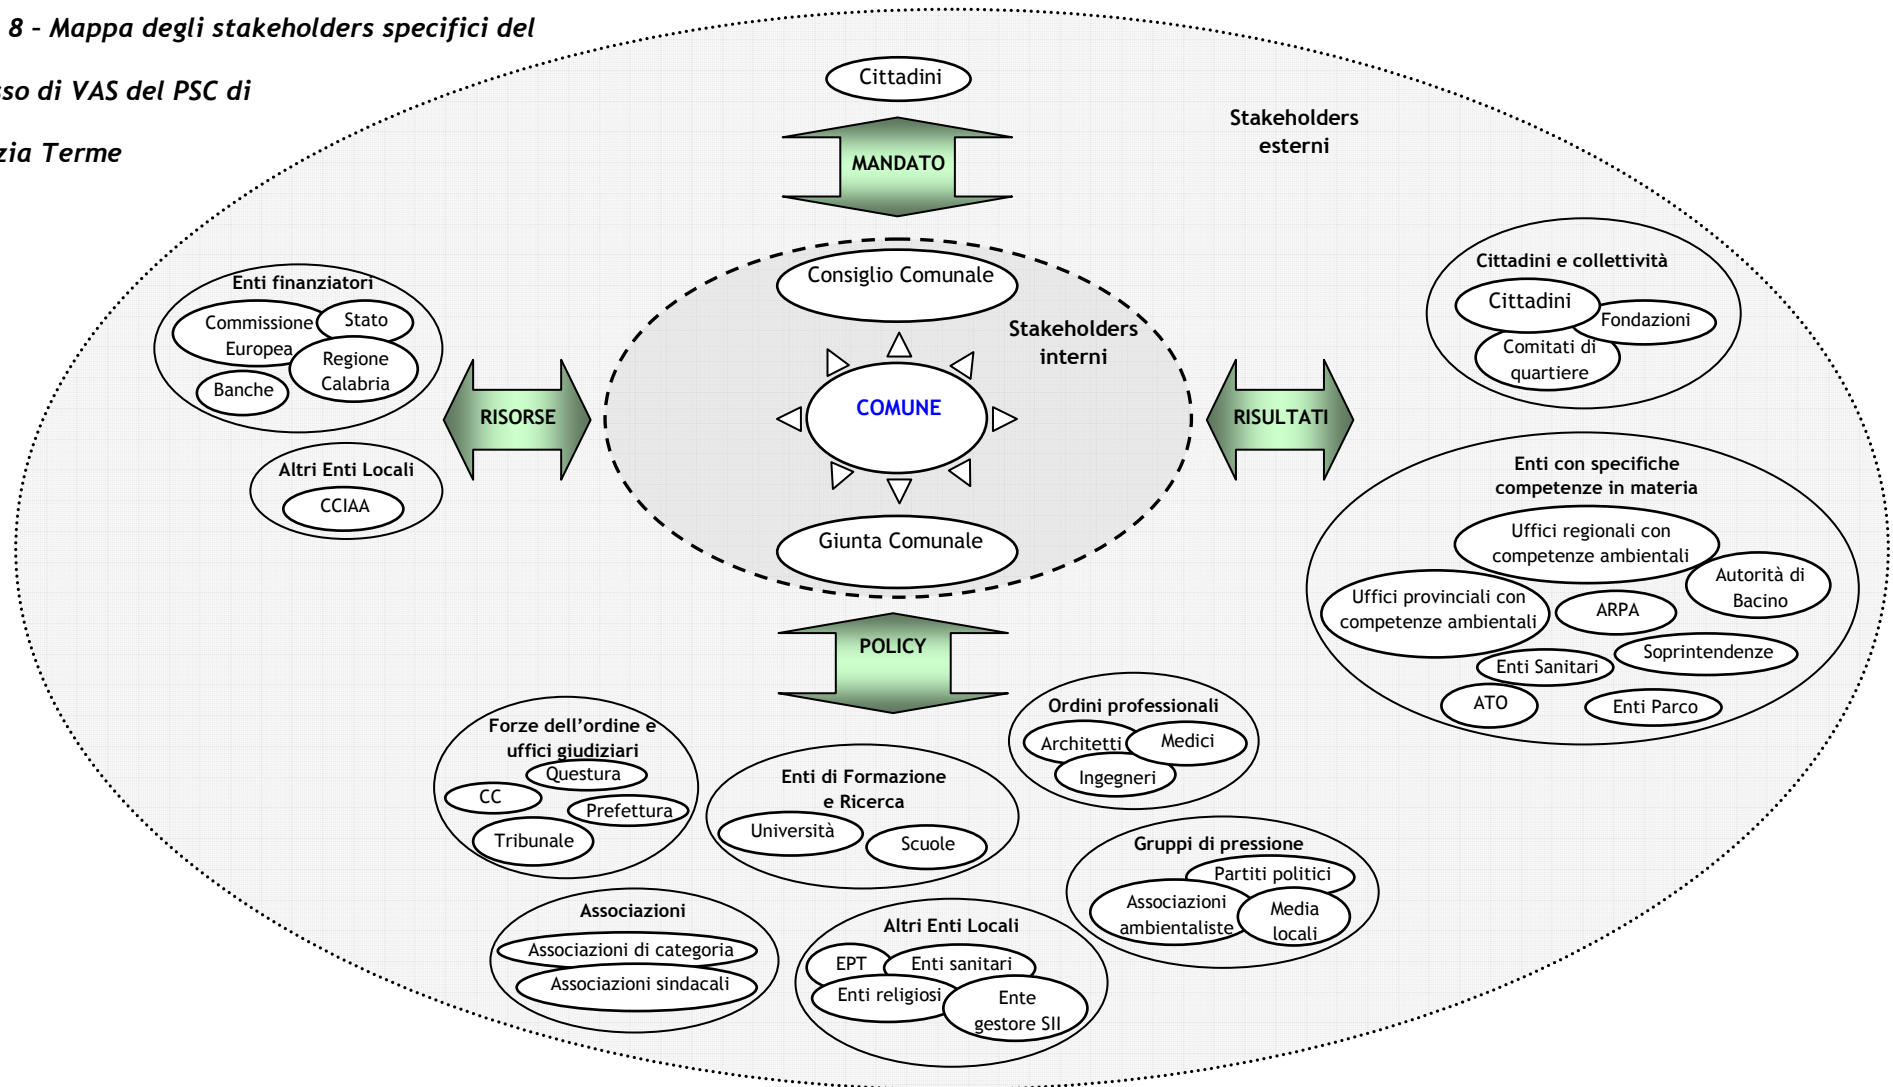 8 - Mappa degli stakeholders specifici del
sso di VAS del PSC di
zia Terme
Cittadini
MANDATO
Stakeholders
esterni
Consiglio Comunale
Stakeholders
interni
COMUNE
Giunta Comunale
Enti finanziatori
Commissione
Europea
Stato
Regione
Calabria
Banche
Altri Enti Locali
CCIAA
RISORSE
RISULTATI
Cittadini e collettività
Cittadini
Fondazioni
Comitati di
quartiere
Enti con specifiche
competenze in materia
Uffici regionali con
competenze ambientali
Autorità di
Bacino
Uffici provinciali con
competenze ambientali
ARPA
Soprintendenze
Enti Sanitari
ATO
Enti Parco
POLICY
Forze dell’ordine e
uffici giudiziari
Questura
CC
Prefettura
Tribunale
Enti di Formazione
e Ricerca
Università
Scuole
Ordini professionali
Architetti
Medici
Ingegneri
Gruppi di pressione
Partiti politici
Associazioni
ambientaliste
Media
locali
Associazioni
Associazioni di categoria
Associazioni sindacali
Altri Enti Locali
EPT
Enti sanitari
Enti religiosi
Ente
gestore SII